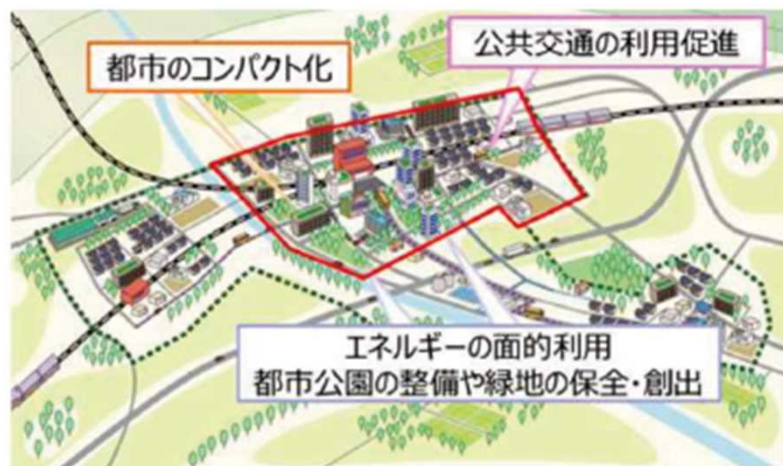 都市のコンパクト化
公共交通の利用促進
エネルギーの面的利用
都市公園の整備や緑地の保全・創出